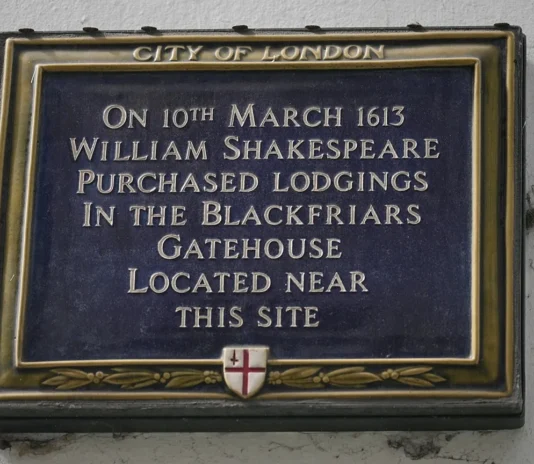 CITY OF LONDON
ON 10TH MARCH 1613
WILLIAM SHAKESPEARE
PURCHASED LODGINGS
IN THE BLACKFRIARS
GATEHOUSE
LOCATED NEAR
THIS SITE